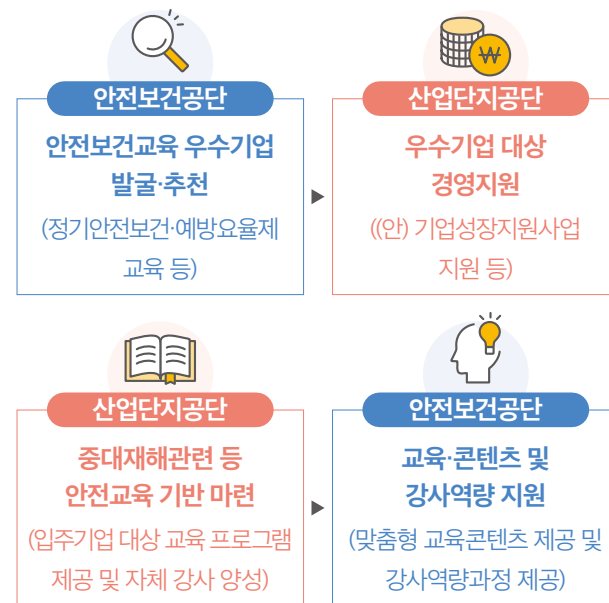 안전보건공단
안전보건교육 우수기업
발굴·추천
(정기안전보건·예방요율제
교육 등)
산업단지공단
우수기업 대상
경영지원
((안) 기업성장지원사업
지원 등)
산업단지공단
중대재해관련 등
안전교육 기반 마련
(입주기업 대상 교육 프로그램
제공 및 자체 강사 양성)
안전보건공단
교육·콘텐츠 및
강사역량 지원
(맞춤형 교육콘텐츠 제공 및
강사역량과정 제공)